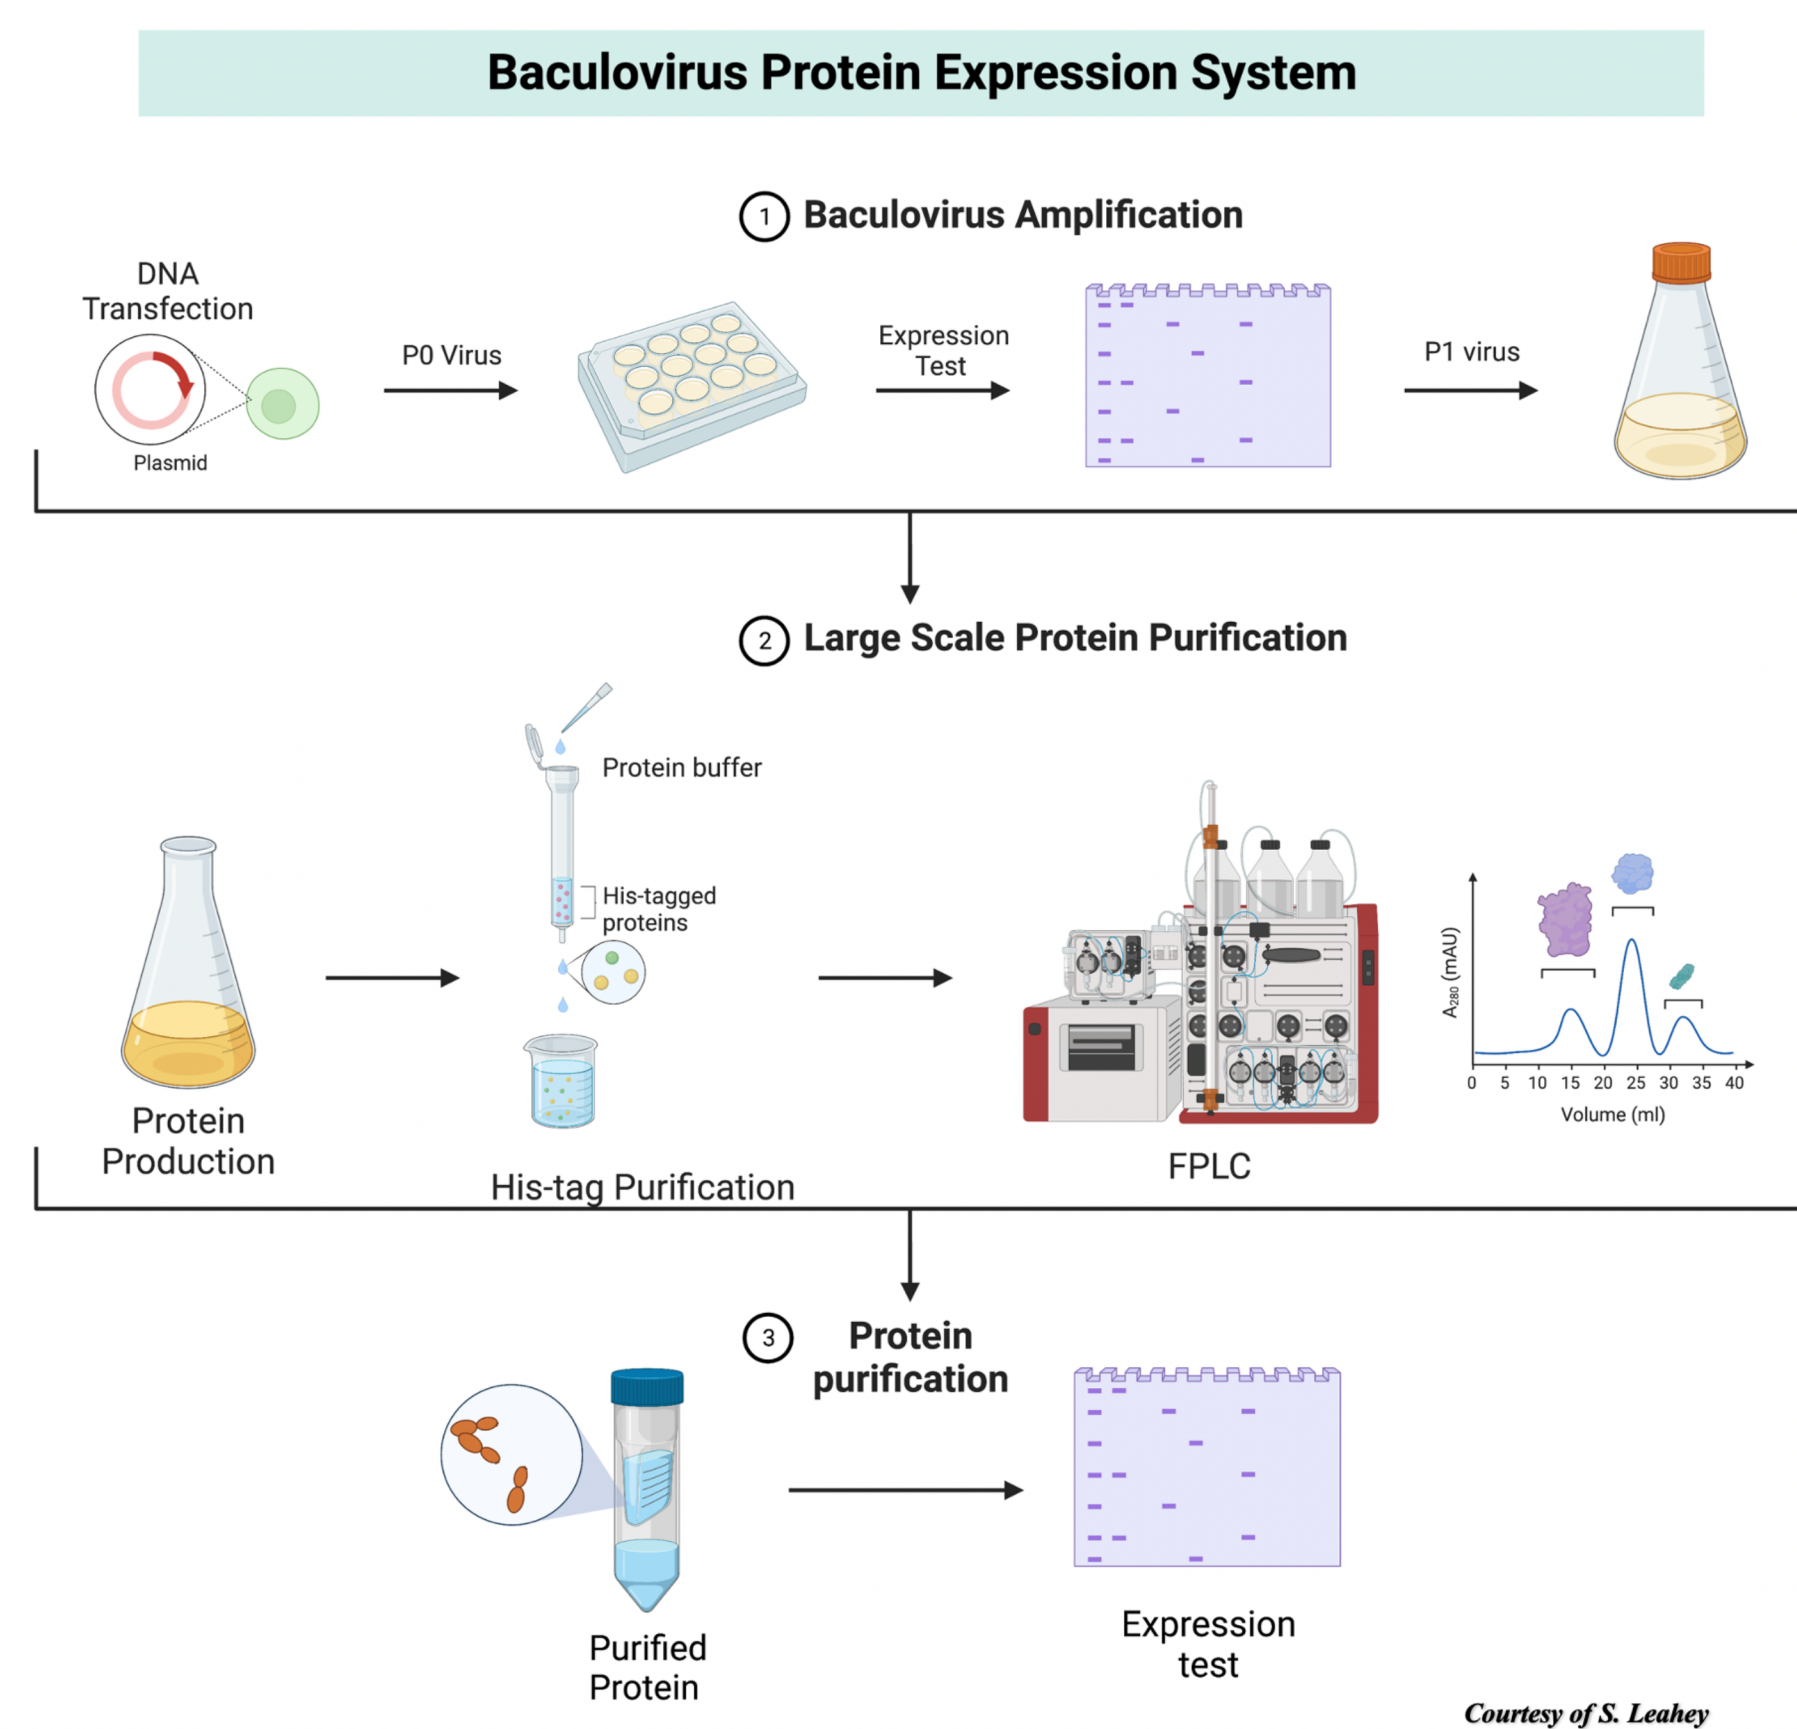 Baculovirus Protein Expression System
1 Baculovirus Amplification
DNA
Transfection
Plasmid
P0 Virus
Expression
Test
P1 virus
2 Large Scale Protein Purification
Protein buffer
His-tagged
proteins
Protein
Production
His-tag Purification
FPLC
A280 (mAU)
0 5 10 15 20 25 30 35 40
Volume (ml)
3 Protein
purification
Purified
Protein
Expression
test
Courtesy of S. Leahey